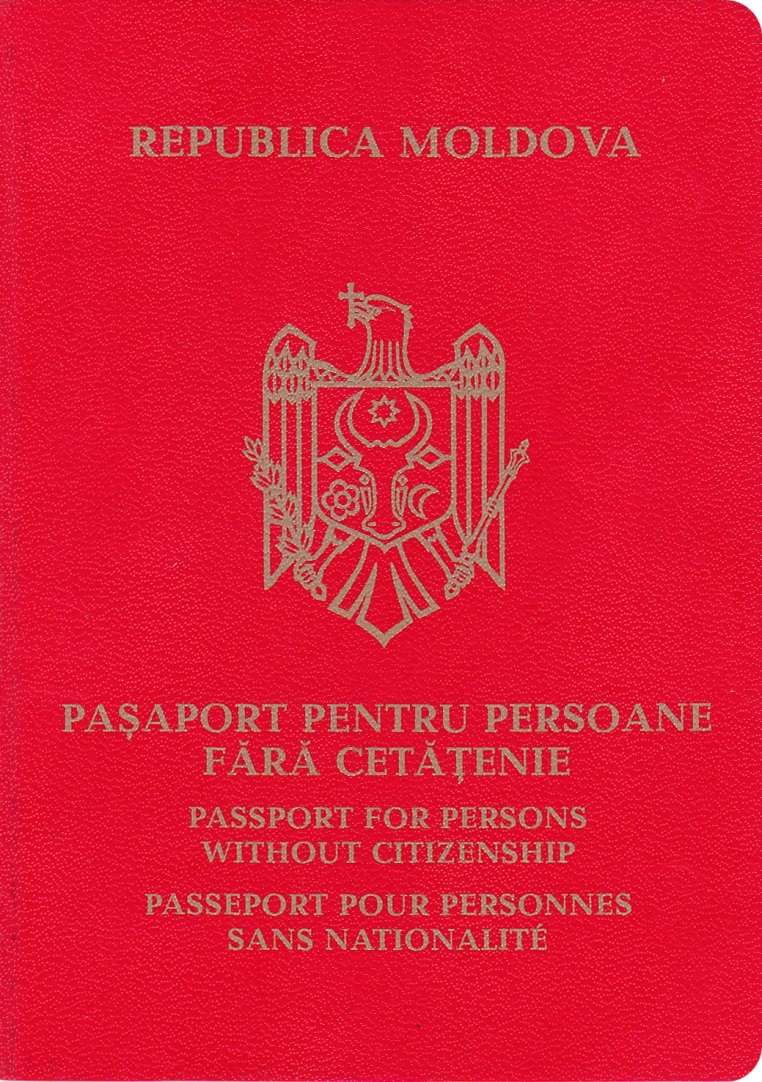 REPUBLICA MOLDOVA
PAȘAPORT PENTRU PERSOANE
FĂRĂ CETĂȚENIE
PASSPORT FOR PERSONS
WITHOUT CITIZENSHIP
PASSEPORT POUR PERSONNES
SANS NATIONALITÉ